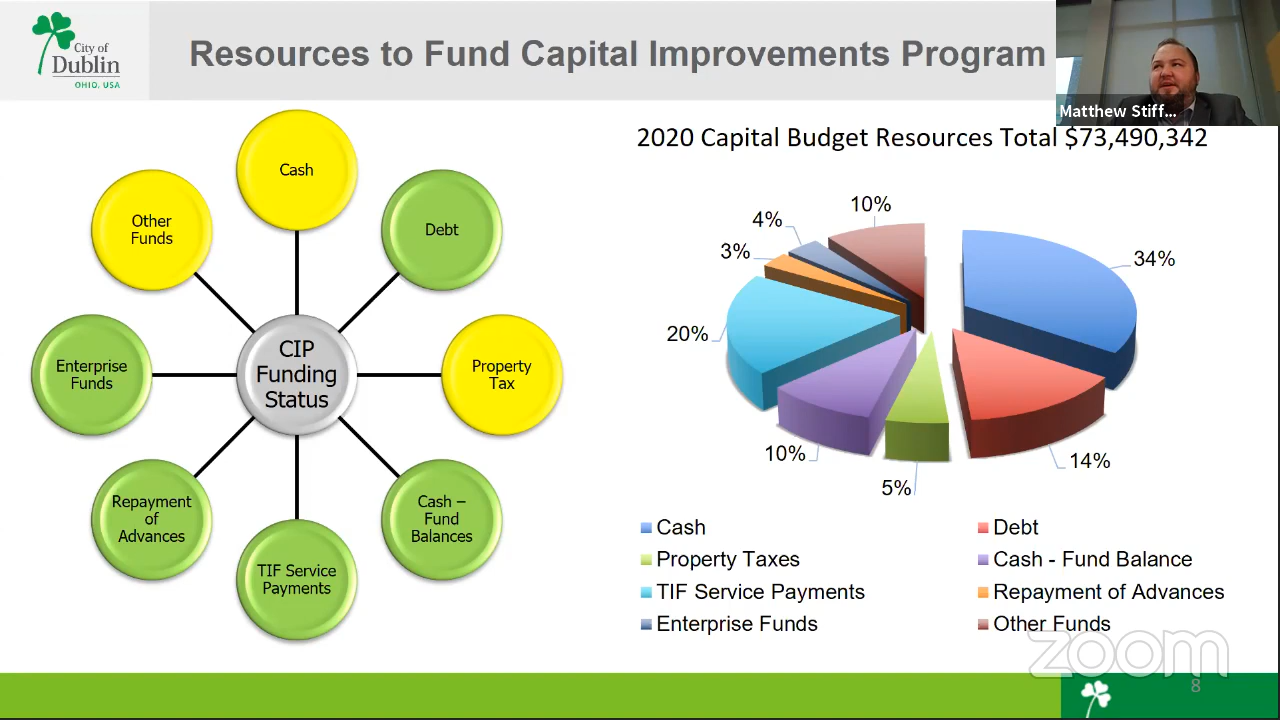 City of
Dublin
OHIO, USA
Resources to Fund Capital Improvements Program
Matthew Stiff...
Cash
Debt
Property
Tax
Cash –
Fund
Balances
TIF Service
Payments
Repayment
of
Advances
Enterprise
Funds
Other
Funds
CIP
Funding
Status
2020 Capital Budget Resources Total $73,490,342
34%
14%
5%
10%
20%
3%
4%
10%
Cash
Debt
Property Taxes
Cash - Fund Balance
TIF Service Payments
Repayment of Advances
Enterprise Funds
Other Funds
zoom
8